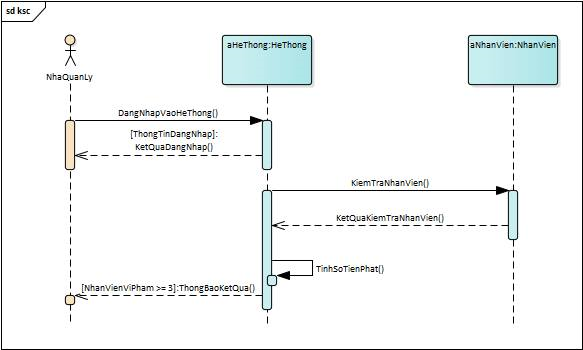 sd ksc
aHeThong:HeThong
aNhanVien:NhanVien
NhaQuanLy
DangNhapVaoHeThong()
[ThongTinDangNhap]:
KetQuaDangNhap()
KiemTraNhanVien()
KetQuaKiemTraNhanVien()
TinhSoTienPhat()
[NhanVienViPham >= 3]:ThongBaoKetQua()